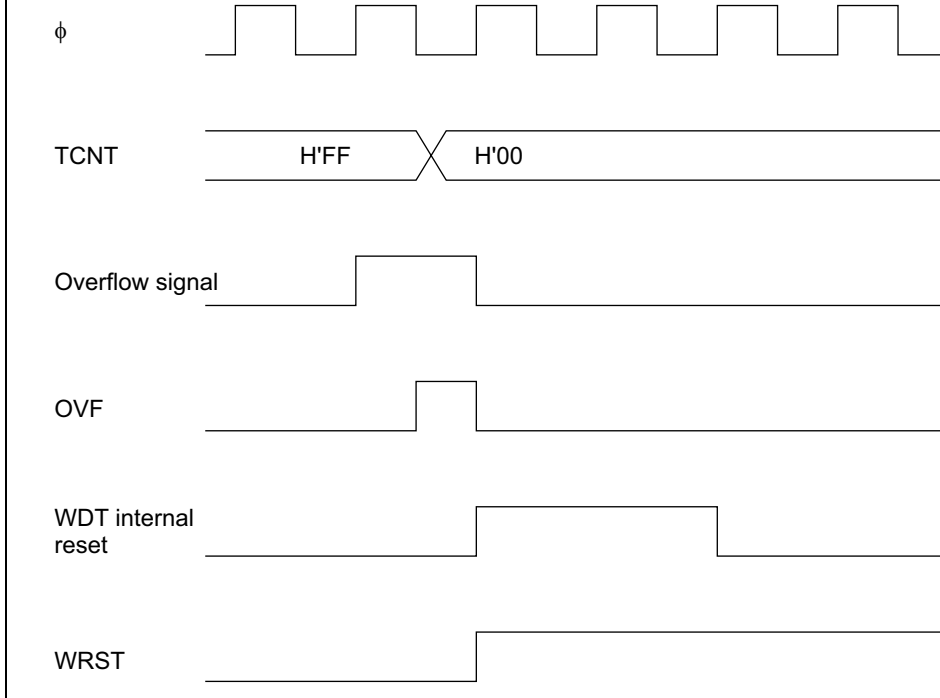 ϕ
TCNT
H'FF
H'00
Overflow signal
OVF
WDT internal
reset
WRST